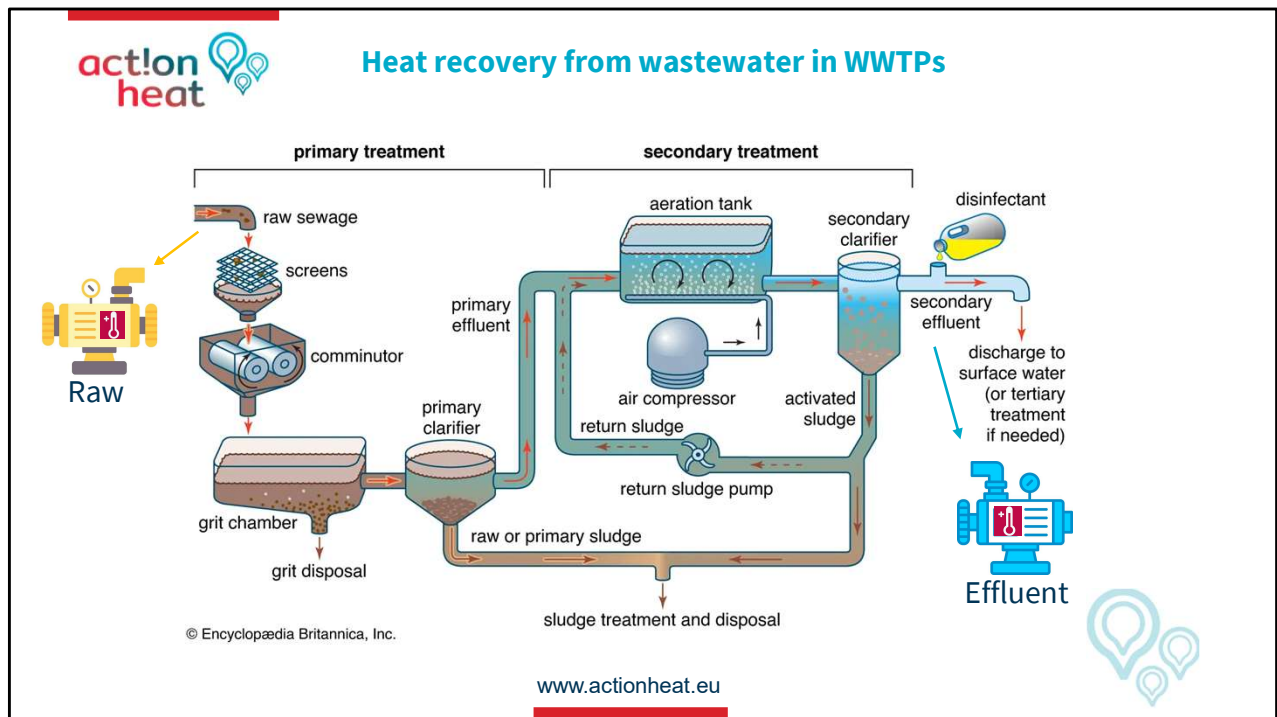 act!on
heat
Heat recovery from wastewater in WWTPs
primary treatment
secondary treatment
raw sewage
screens
comminutor
Raw
grit chamber
grit disposal
primary
clarifier
primary
effluent
raw or primary sludge
aeration tank
air compressor
return sludge
return sludge pump
secondary
clarifier
activated
sludge
disinfectant
secondary
effluent
discharge to
surface water
(or tertiary
treatment
if needed)
Effluent
sludge treatment and disposal
© Encyclopædia Britannica, Inc.
www.actionheat.eu